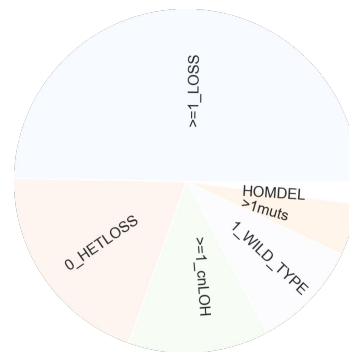 >=1_LOSS
HOMDEL
>1muts
1_WILD_TYPE
>=1_cnLOH
0_HETLOSS